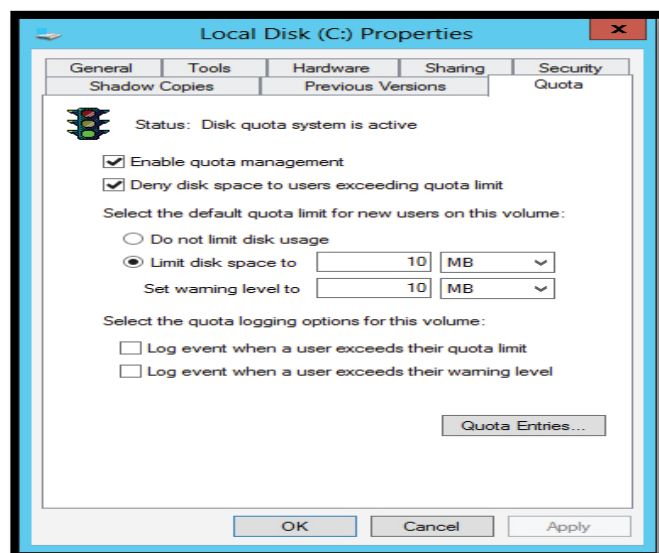 Local Disk (C:) Properties
x
General Tools Hardware Sharing Security
Shadow Copies Previous Versions Quota
Status: Disk quota system is active
Enable quota management
Deny disk space to users exceeding quota limit
Select the default quota limit for new users on this volume:
Do not limit disk usage
Limit disk space to 10 MB
Set warning level to 10 MB
Select the quota logging options for this volume:
Log event when a user exceeds their quota limit
Log event when a user exceeds their warning level
Quota Entries...
OK Cancel Apply